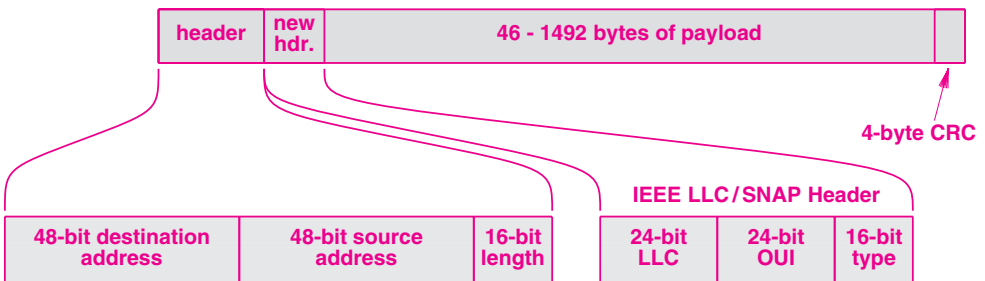 header
new
hdr.
46 - 1492 bytes of payload
4-byte CRC
IEEE LLC/SNAP Header
48-bit destination
address
48-bit source
address
16-bit
length
24-bit
LLC
24-bit
OUI
16-bit
type